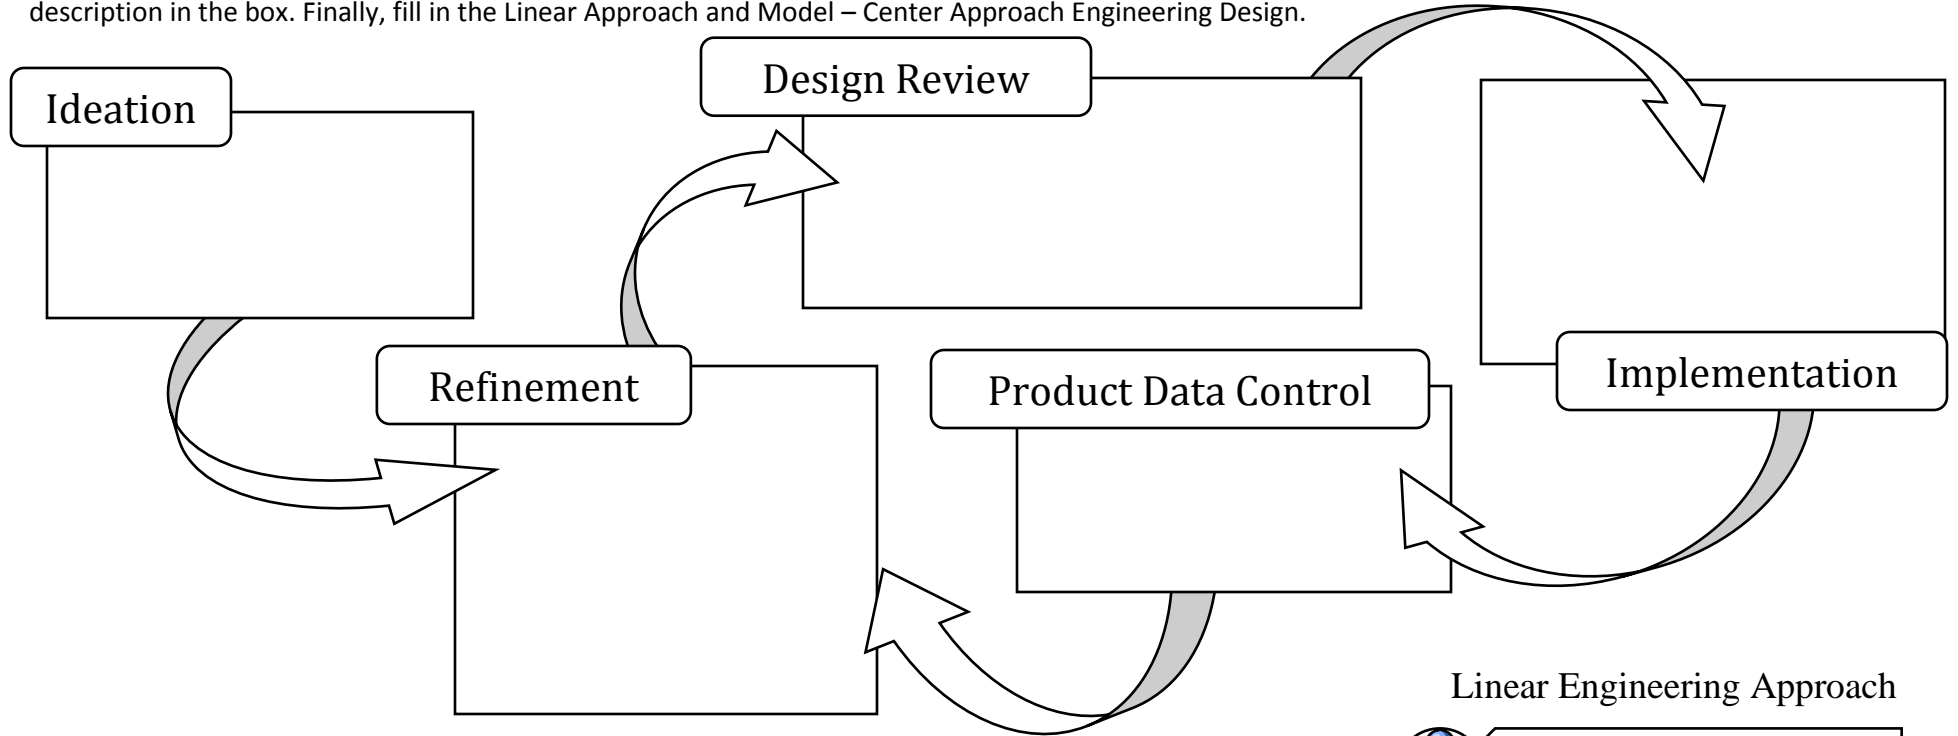 description in the box. Finally, fill in the Linear Approach and Model – Center Approach Engineering Design.
Ideation
Design Review
Refinement
Product Data Control
Implementation
Linear Engineering Approach